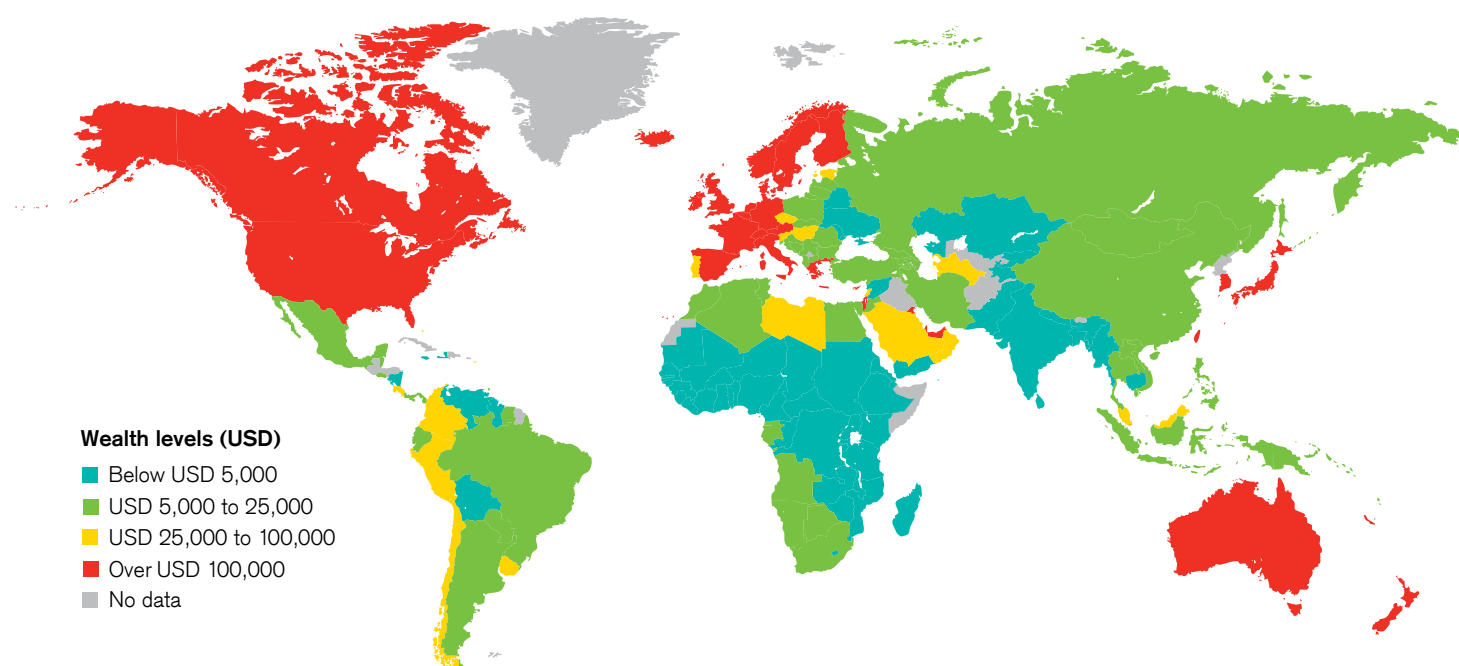 Wealth levels (USD)
Below USD 5,000
USD 5,000 to 25,000
USD 25,000 to 100,000
Over USD 100,000
No data